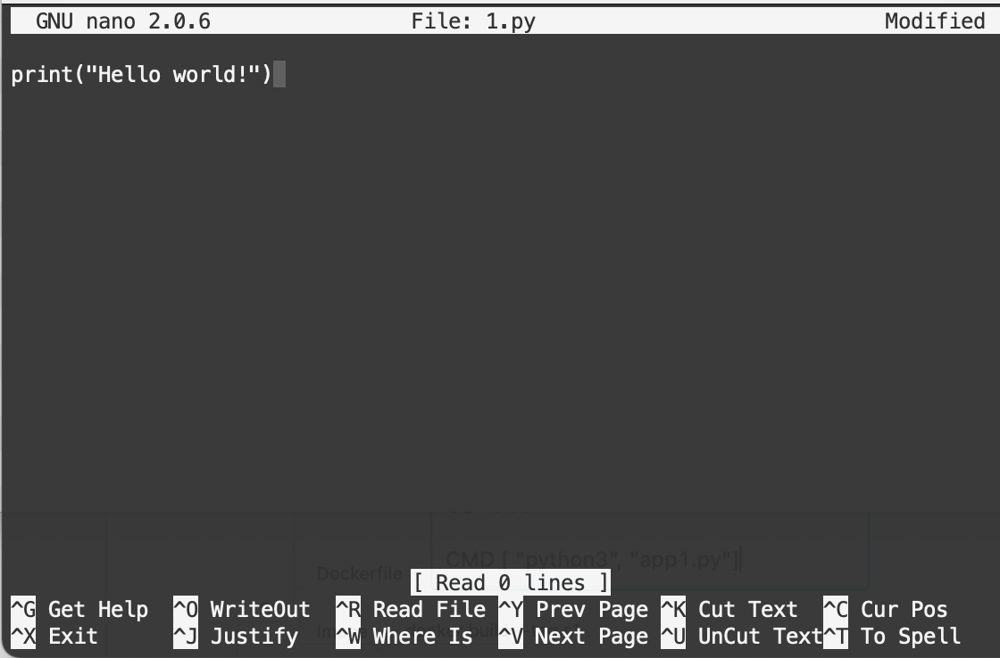 GNU nano 2.0.6 File: 1.py Modified
print("Hello world!")
CMD [ "python3", "app1.py"]
Dockerfile
[ Read 0 lines ]
^G Get Help ^O WriteOut ^R Read File ^Y Prev Page ^K Cut Text ^C Cur Pos
^X Exit ^J Justify ^W Where Is ^V Next Page ^U UnCut Text ^T To Spell